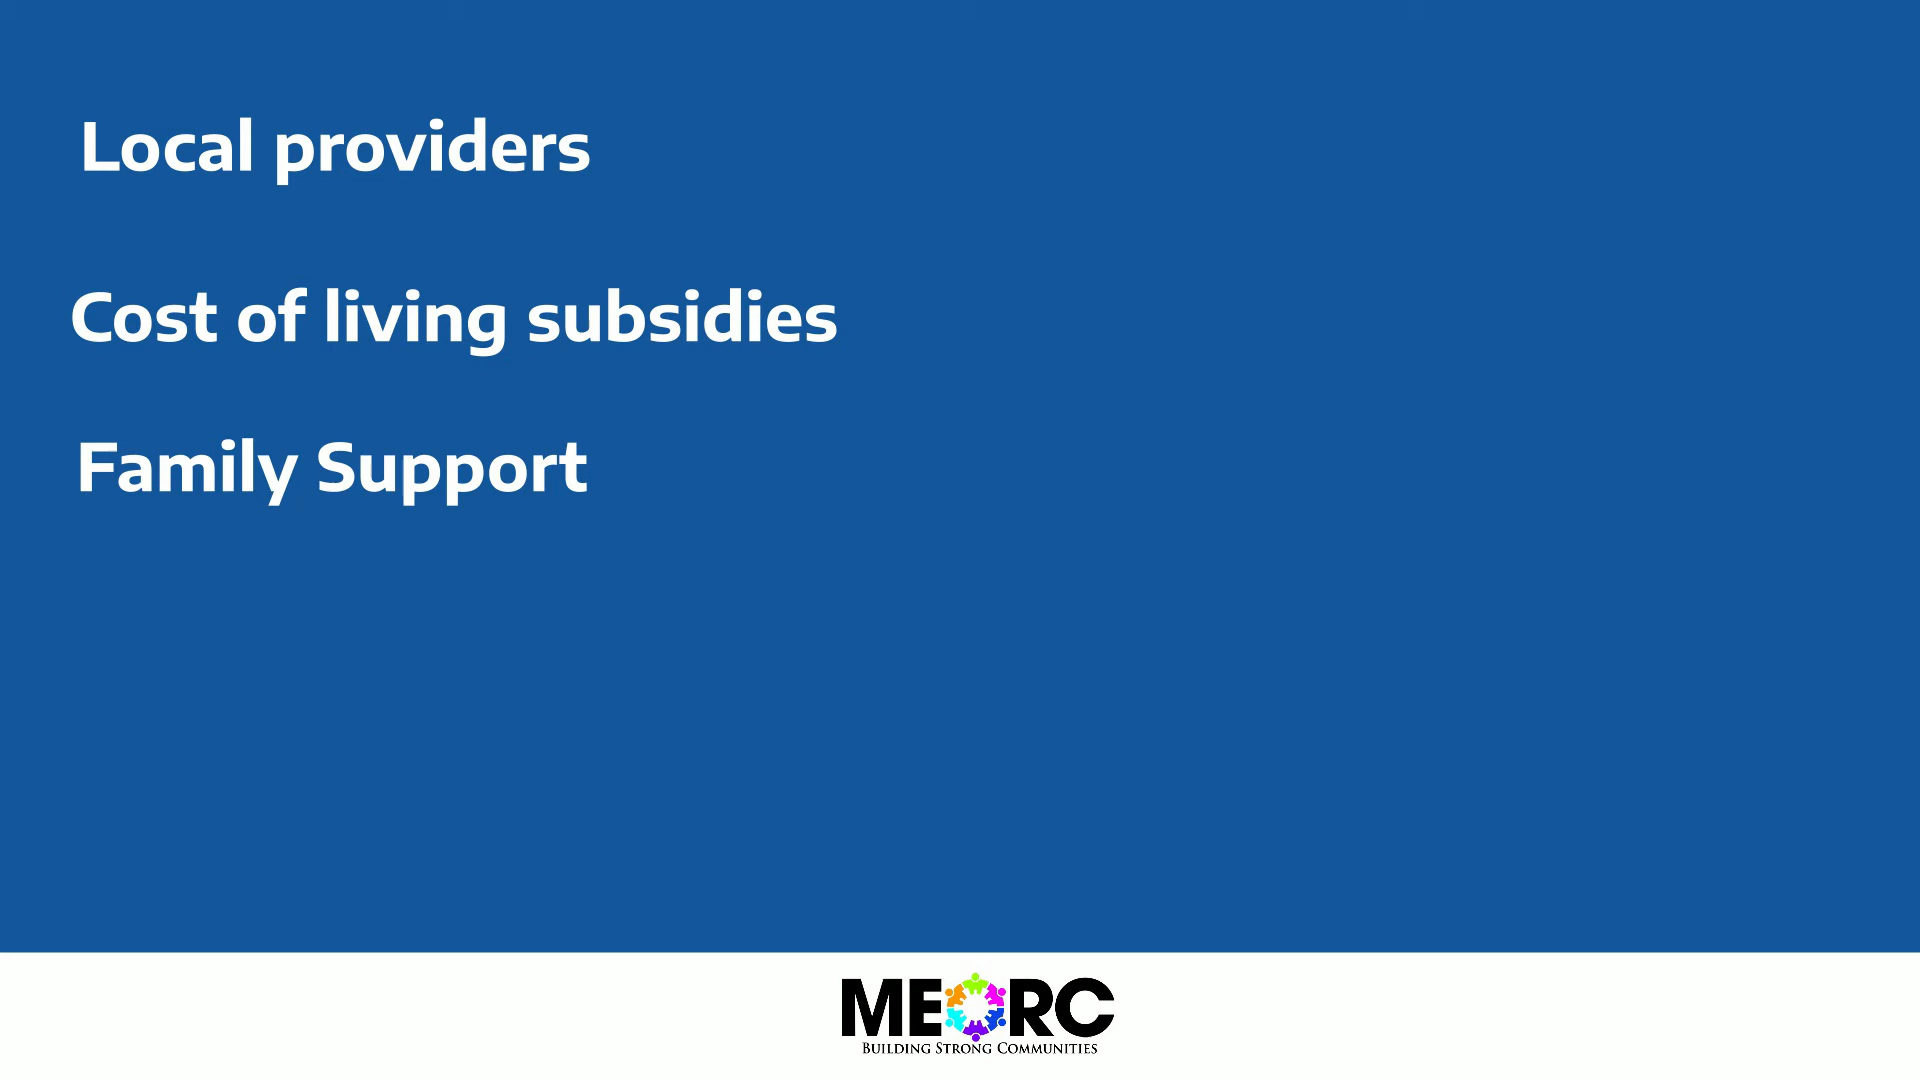 Local providers
Cost of living subsidies
Family Support
MEORC
BUILDING STRONG COMMUNITIES